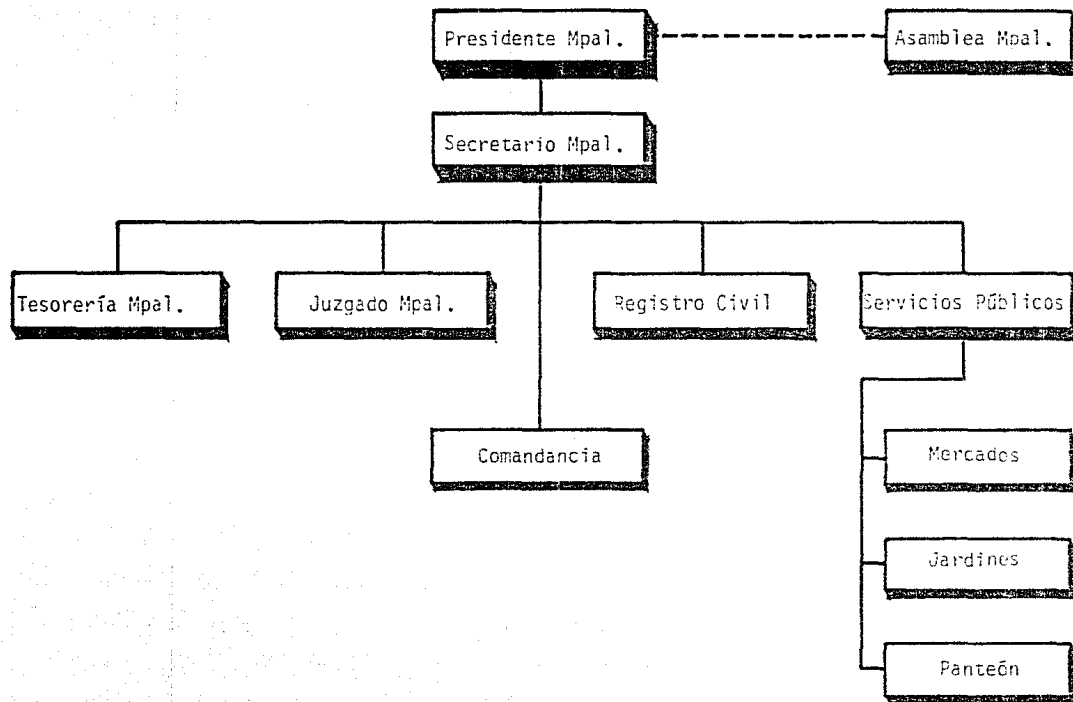 Presidente Mpal.
Asamblea Mpal.
Secretario Mpal.
Tesorería Mpal.
Juzgado Mpal.
Registro Civil
Servicios Públicos
Comandancia
Mercados
Jardines
Panteón